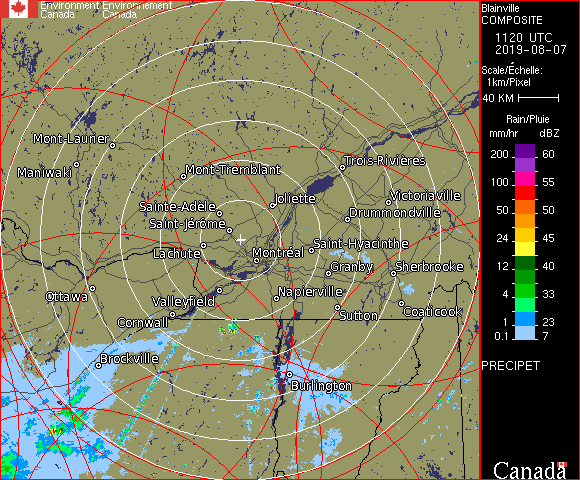 Environment Environnement
Canada Canada
Blainville
COMPOSITE
1120 UTC
2019-08-07
Scale/Échelle:
1km/Pixel
40 KM
Rain/Pluie
mm/hr dBZ
200 60
100 55
50 50
24 45
12 40
4 33
1 23
0.1 7
PRECIPET
Mont-Laurier
Maniwaki
Mont-Tremblant
Trois-Rivières
Joliette
Victoriaville
Sainte-Adèle
Drummondville
Saint-Jérôme
Saint-Hyacinthe
Lachute
Montréal
Granby
Sherbrooke
Ottawa
Valleyfield
Napierville
Cornwall
Sutton
Coaticook
Brockville
Burlington
Canada